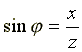 sin φ = x/z